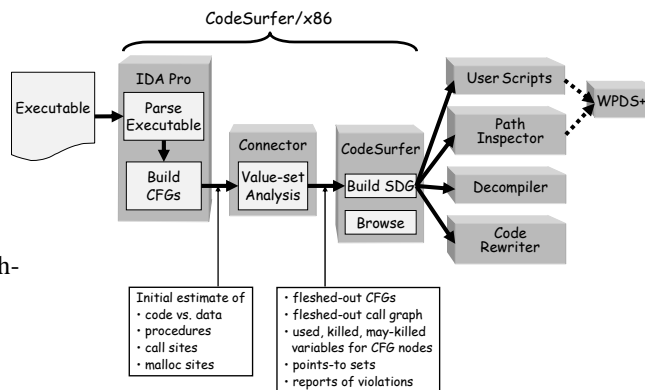 CodeSurfer/x86
IDA Pro
Executable
Parse
Executable
Build
CFGs
Connector
Value-set
Analysis
CodeSurfer
Build SDG
Browse
User Scripts
Path
Inspector
Decompiler
Code
Rewriter
WPDS+
h-
Initial estimate of
• code vs. data
• procedures
• call sites
• malloc sites
• fleshed-out CFGs
• fleshed-out call graph
• used, killed, may-killed
variables for CFG nodes
• points-to sets
• reports of violations